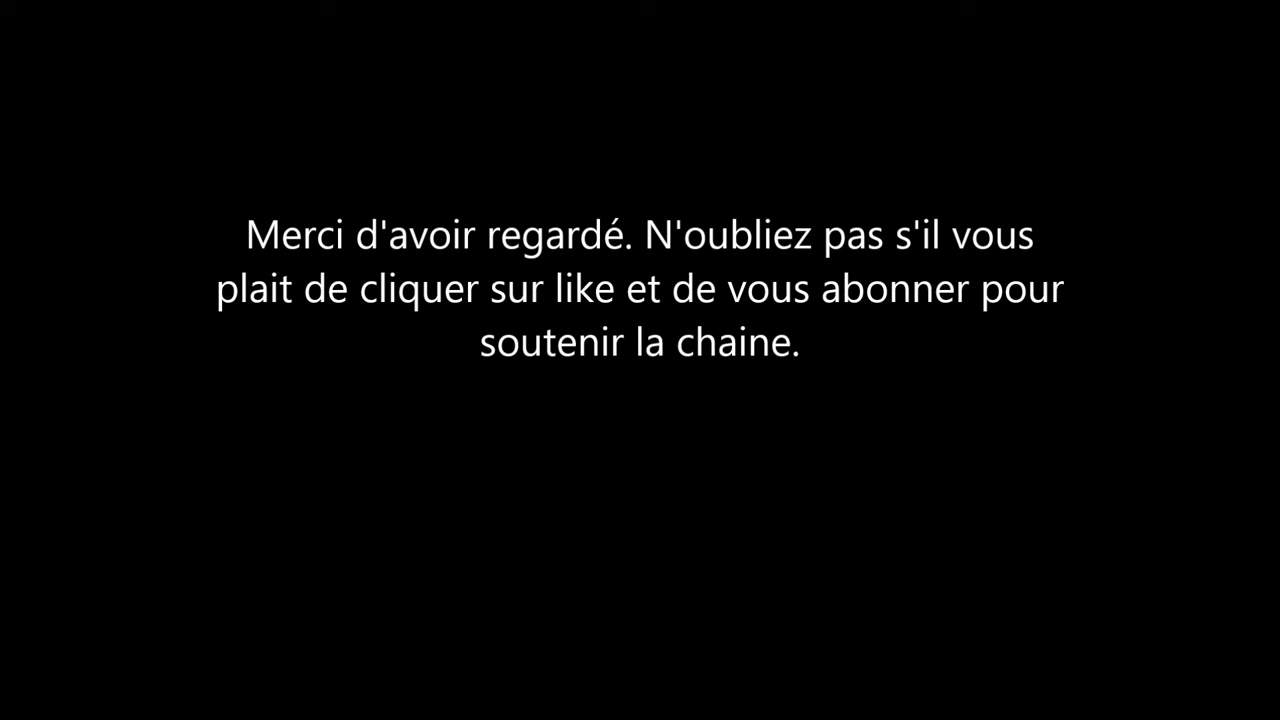 Merci d'avoir regardé. N'oubliez pas s'il vous
plait de cliquer sur like et de vous abonner pour
soutenir la chaine.